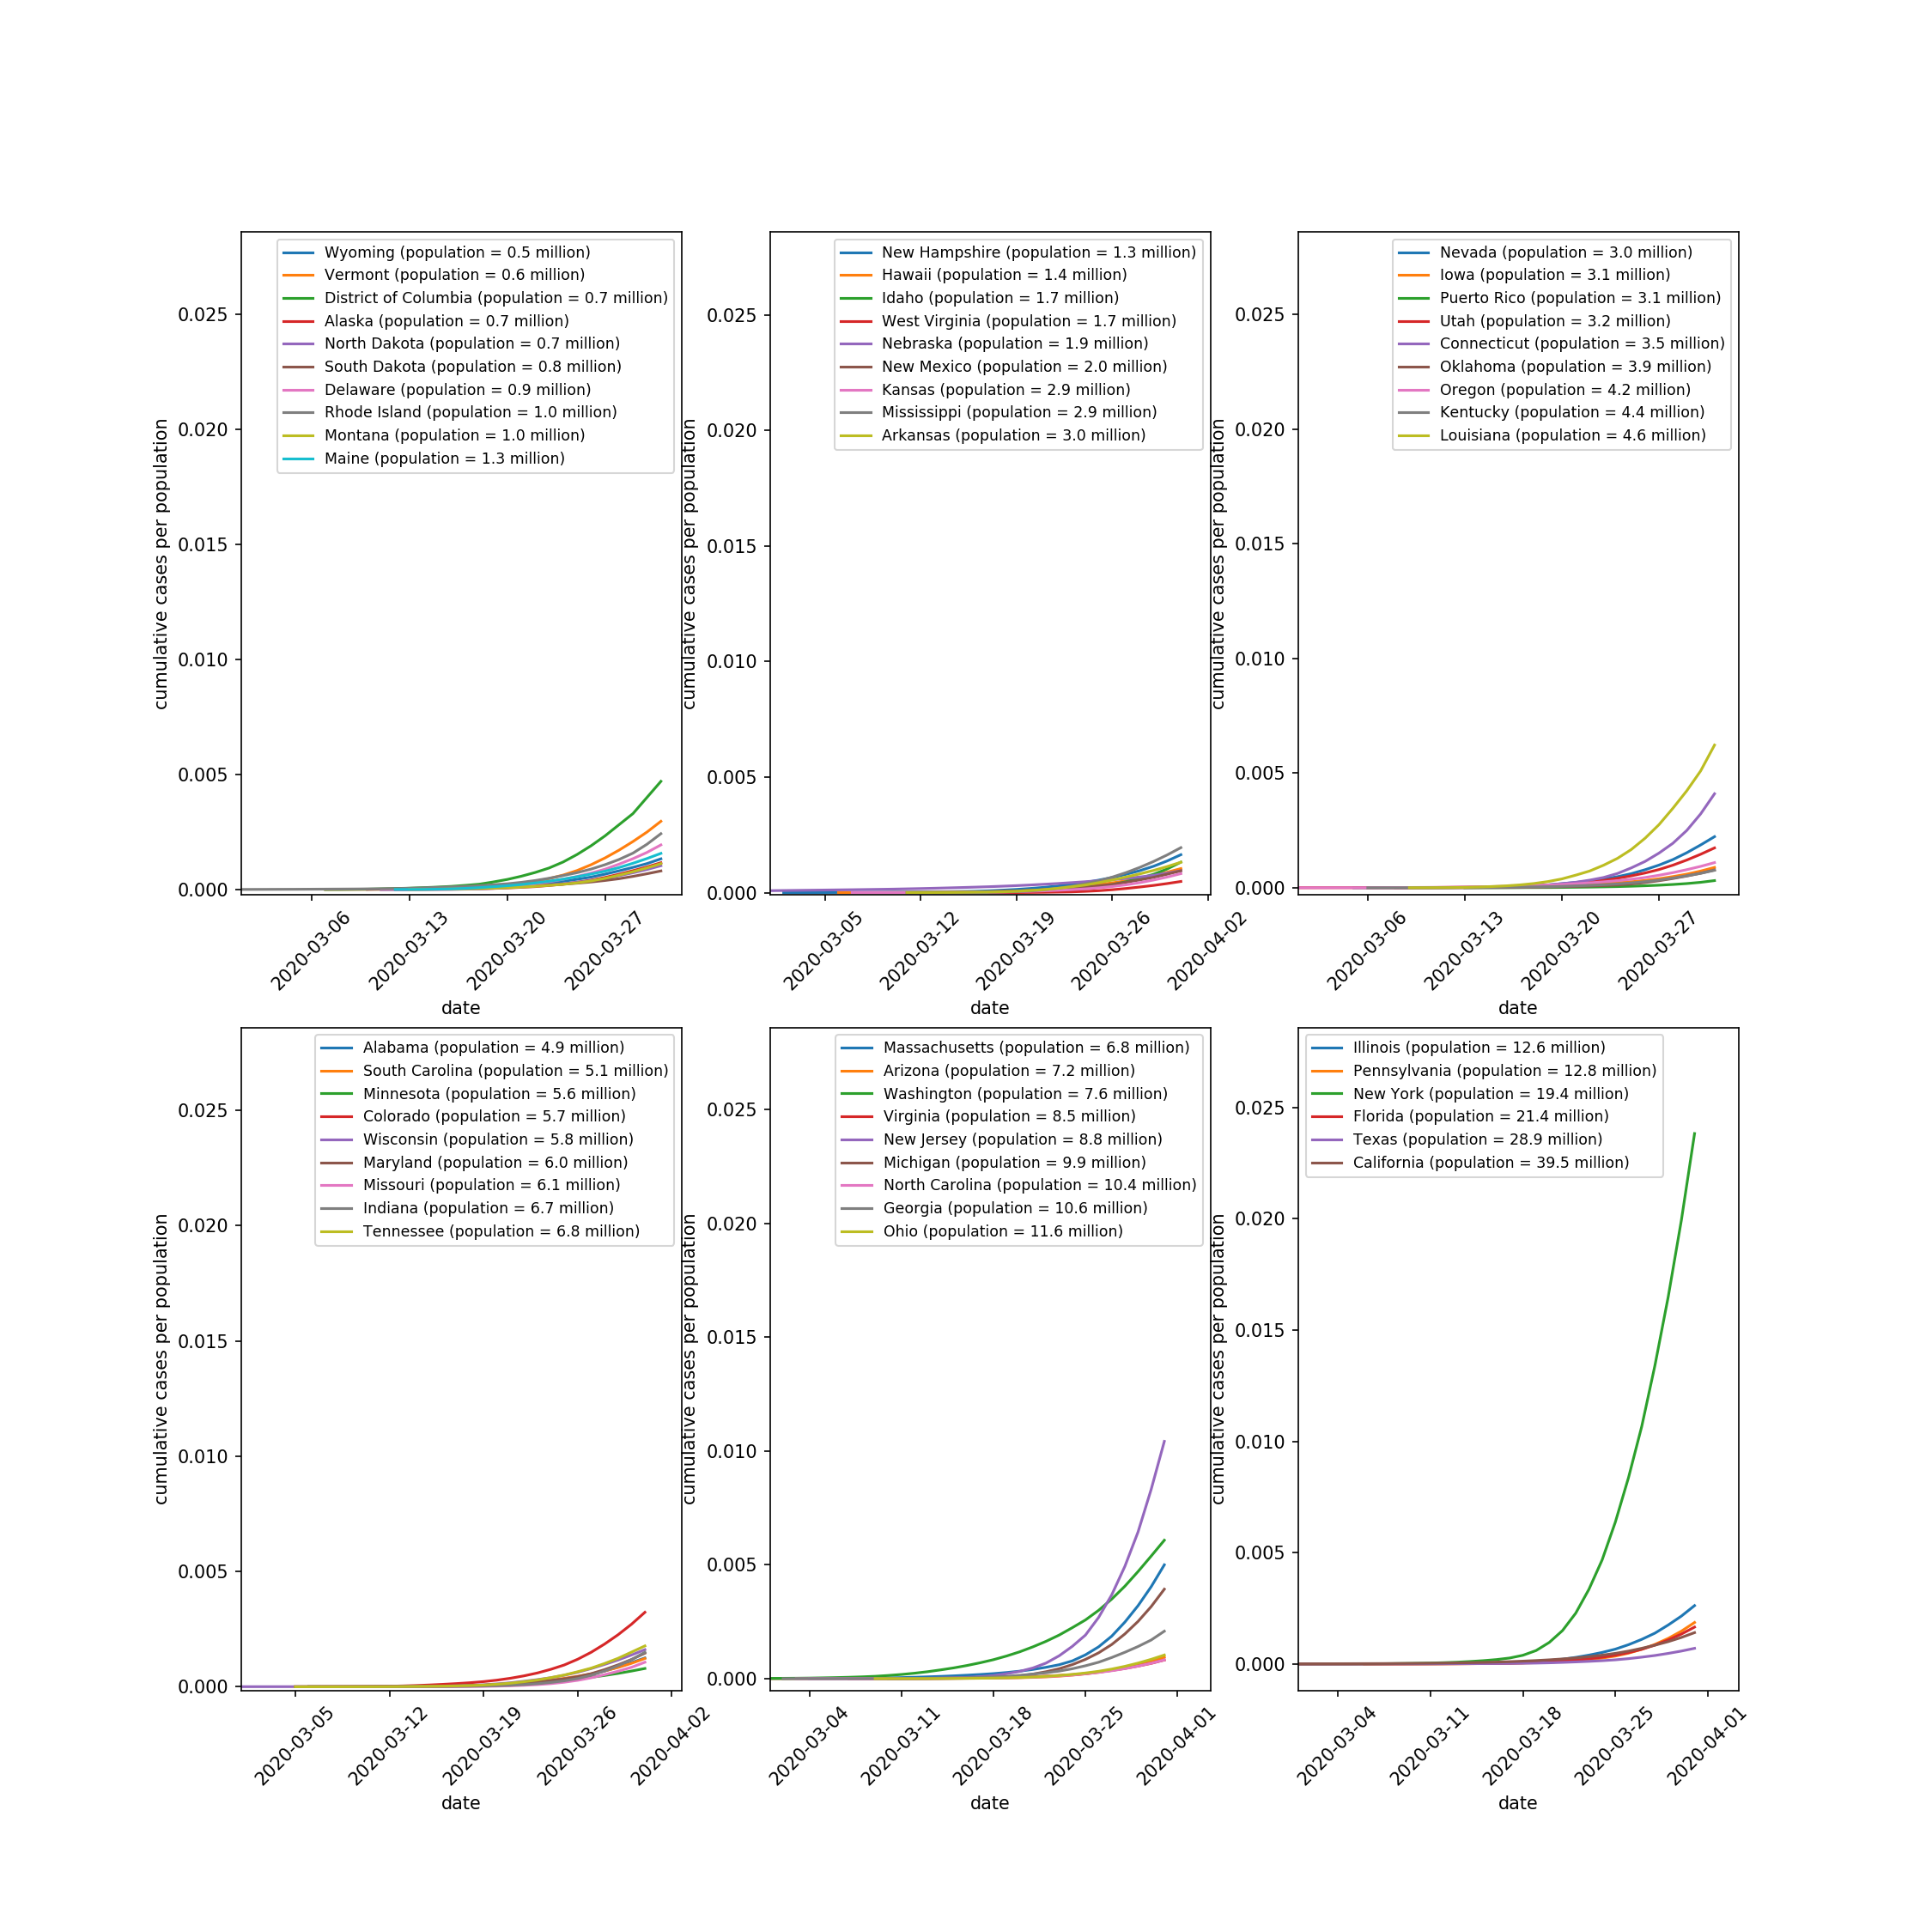 Wyoming (population = 0.5 million)
Vermont (population = 0.6 million)
District of Columbia (population = 0.7 million)
Alaska (population = 0.7 million)
North Dakota (population = 0.7 million)
South Dakota (population = 0.8 million)
Delaware (population = 0.9 million)
Rhode Island (population = 1.0 million)
Montana (population = 1.0 million)
Maine (population = 1.3 million)
0.025
0.020
0.015
0.010
0.005
0.000
cumulative cases per population
2020-03-06
2020-03-13
2020-03-20
2020-03-27
date
New Hampshire (population = 1.3 million)
Hawaii (population = 1.4 million)
Idaho (population = 1.7 million)
West Virginia (population = 1.7 million)
Nebraska (population = 1.9 million)
New Mexico (population = 2.0 million)
Kansas (population = 2.9 million)
Mississippi (population = 2.9 million)
Arkansas (population = 3.0 million)
0.025
0.020
0.015
0.010
0.005
0.000
cumulative cases per population
2020-03-05
2020-03-12
2020-03-19
2020-03-26
2020-04-02
date
Nevada (population = 3.0 million)
Iowa (population = 3.1 million)
Puerto Rico (population = 3.1 million)
Utah (population = 3.2 million)
Connecticut (population = 3.5 million)
Oklahoma (population = 3.9 million)
Oregon (population = 4.2 million)
Kentucky (population = 4.4 million)
Louisiana (population = 4.6 million)
0.025
0.020
0.015
0.010
0.005
0.000
cumulative cases per population
2020-03-06
2020-03-13
2020-03-20
2020-03-27
date
Alabama (population = 4.9 million)
South Carolina (population = 5.1 million)
Minnesota (population = 5.6 million)
Colorado (population = 5.7 million)
Wisconsin (population = 5.8 million)
Maryland (population = 6.0 million)
Missouri (population = 6.1 million)
Indiana (population = 6.7 million)
Tennessee (population = 6.8 million)
0.025
0.020
0.015
0.010
0.005
0.000
cumulative cases per population
2020-03-05
2020-03-12
2020-03-19
2020-03-26
2020-04-02
date
Massachusetts (population = 6.8 million)
Arizona (population = 7.2 million)
Washington (population = 7.6 million)
Virginia (population = 8.5 million)
New Jersey (population = 8.8 million)
Michigan (population = 9.9 million)
North Carolina (population = 10.4 million)
Georgia (population = 10.6 million)
Ohio (population = 11.6 million)
0.025
0.020
0.015
0.010
0.005
0.000
cumulative cases per population
2020-03-04
2020-03-11
2020-03-18
2020-03-25
2020-04-01
date
Illinois (population = 12.6 million)
Pennsylvania (population = 12.8 million)
New York (population = 19.4 million)
Florida (population = 21.4 million)
Texas (population = 28.9 million)
California (population = 39.5 million)
0.025
0.020
0.015
0.010
0.005
0.000
cumulative cases per population
2020-03-04
2020-03-11
2020-03-18
2020-03-25
2020-04-01
date